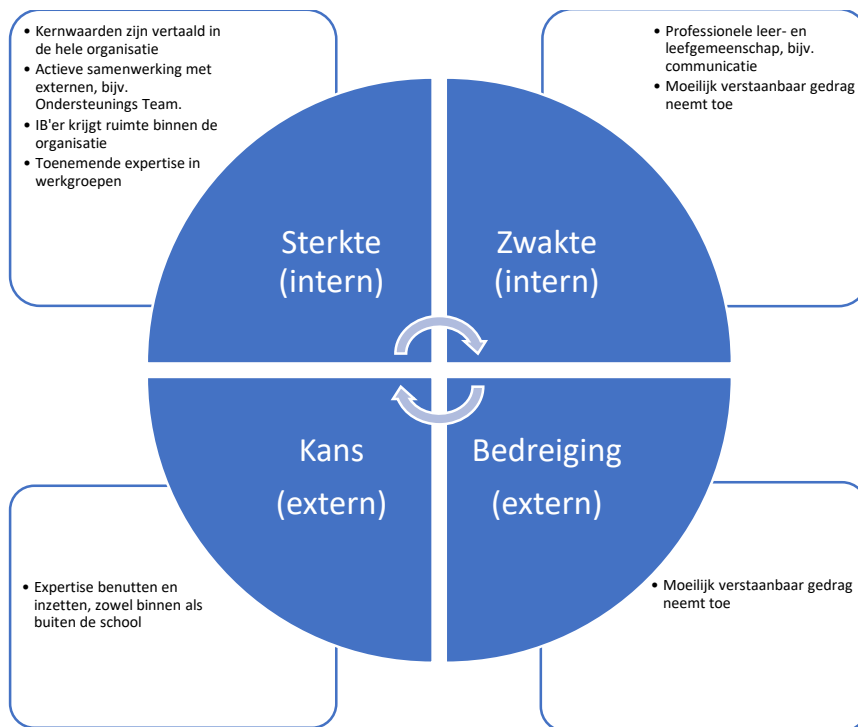 • Kernwaarden zijn vertaald in
de hele organisatie
• Actieve samenwerking met
externen, bijv.
Ondersteunings Team.
• IB'er krijgt ruimte binnen de
organisatie
• Toenemende expertise in
werkgroepen
• Professionele leer- en
leefgemeenschap, bijv.
communicatie
• Moeilijk verstaanbaar gedrag
neemt toe
Sterkte
(intern)
Zwakte
(intern)
Kans
(extern)
Bedreiging
(extern)
• Expertise benutten en
inzetten, zowel binnen als
buiten de school
• Moeilijk verstaanbaar gedrag
neemt toe